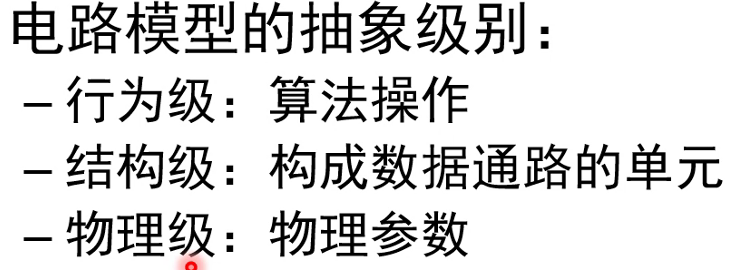 电路模型的抽象级别：
– 行为级：算法操作
– 结构级：构成数据通路的单元
– 物理级：物理参数